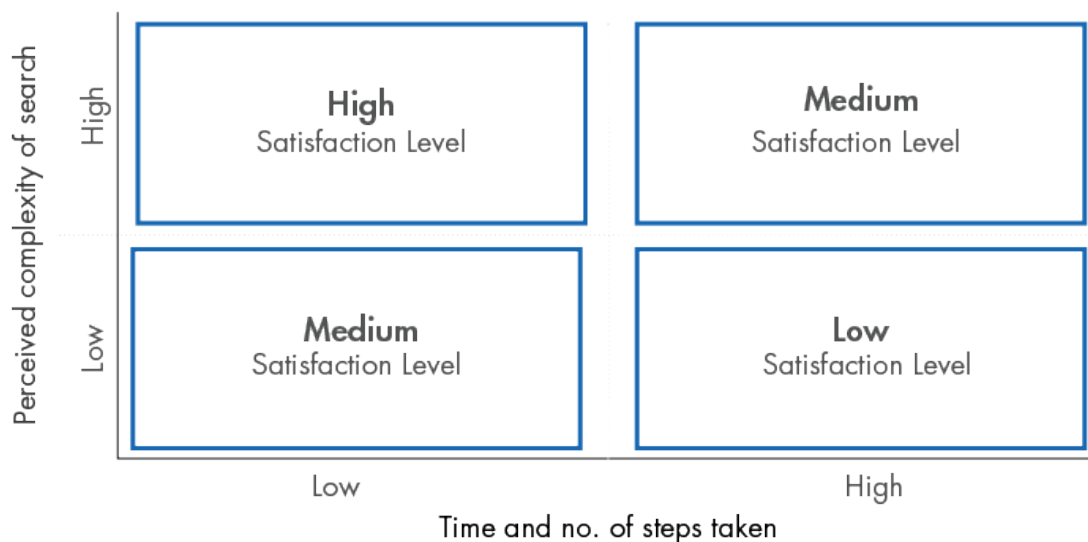 Perceived complexity of search
High
High
Satisfaction Level
Medium
Satisfaction Level
Low
Medium
Satisfaction Level
Low
Satisfaction Level
Low
High
Time and no. of steps taken